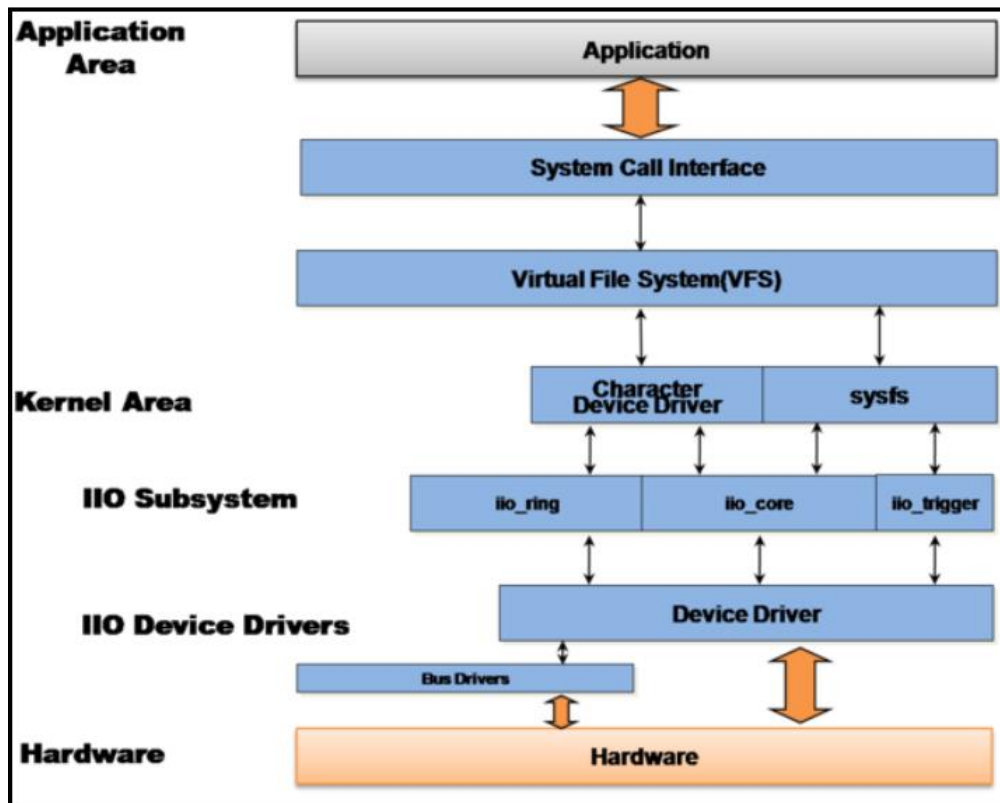 Application
Area
Application
System Call Interface
Virtual File System(VFS)
Kernel Area
Character
Device Driver
sysfs
IIO Subsystem
iio_ring
iio_core
iio_trigger
IIO Device Drivers
Device Driver
Bus Drivers
Hardware
Hardware